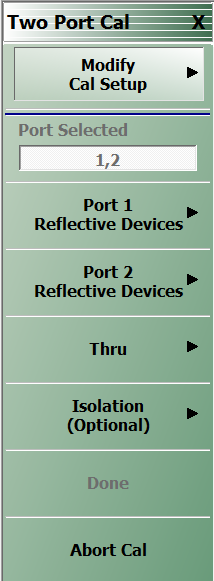 Two Port Cal X
Modify
Cal Setup
Port Selected
1,2
Port 1
Reflective Devices
Port 2
Reflective Devices
Thru
Isolation
(Optional)
Done
Abort Cal